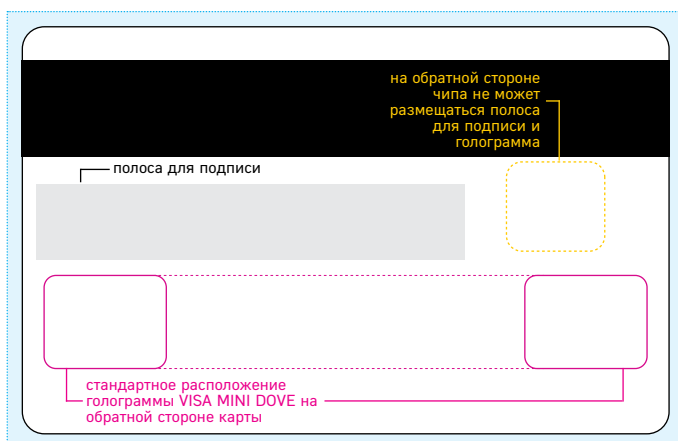 на обратной стороне
чипа не может
размещаться полоса
для подписи и
голограмма
полоса для подписи
стандартное расположение
голограммы VISA MINI DOVE на
обратной стороне карты